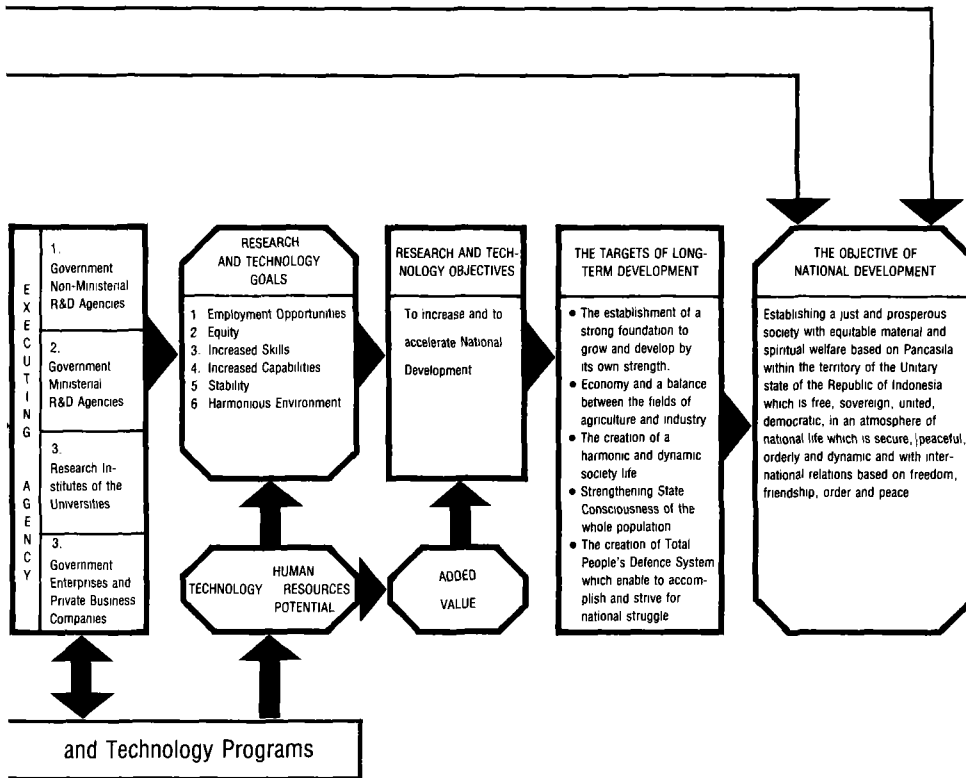 EXECUTING AGENCY
1.
Government
Non-Ministerial
R&D Agencies
2.
Government
Ministerial
R&D Agencies
3.
Research In-
stitutes of the
Universities
3.
Government
Enterprises and
Private Business
Companies
RESEARCH
AND TECHNOLOGY
GOALS
1 Employment Opportunities
2 Equity
3. Increased Skills
4. Increased Capabilities
5 Stability
6 Harmonious Environment
HUMAN
TECHNOLOGY RESOURCES
POTENTIAL
RESEARCH AND TECH-
NOLOGY OBJECTIVES
To increase and to
accelerate National
Development
ADDED
VALUE
THE TARGETS OF LONG-
TERM DEVELOPMENT
● The establishment of a
strong foundation to
grow and develop by
its own strength.
● Economy and a balance
between the fields of
agriculture and industry
● The creation of a
harmonic and dynamic
society life
● Strengthening State
Consciousness of the
whole population
● The creation of Total
People's Defence System
which enable to accom-
plish and strive for
national struggle
THE OBJECTIVE OF
NATIONAL DEVELOPMENT
Establishing a just and prosperous
society with equitable material and
spiritual welfare based on Pancasila
within the territory of the Unitary
state of the Republic of Indonesia
which is free, sovereign, united,
democratic, in an atmosphere of
national life which is secure, peaceful,
orderly and dynamic and with inter-
national relations based on freedom,
friendship, order and peace
and Technology Programs